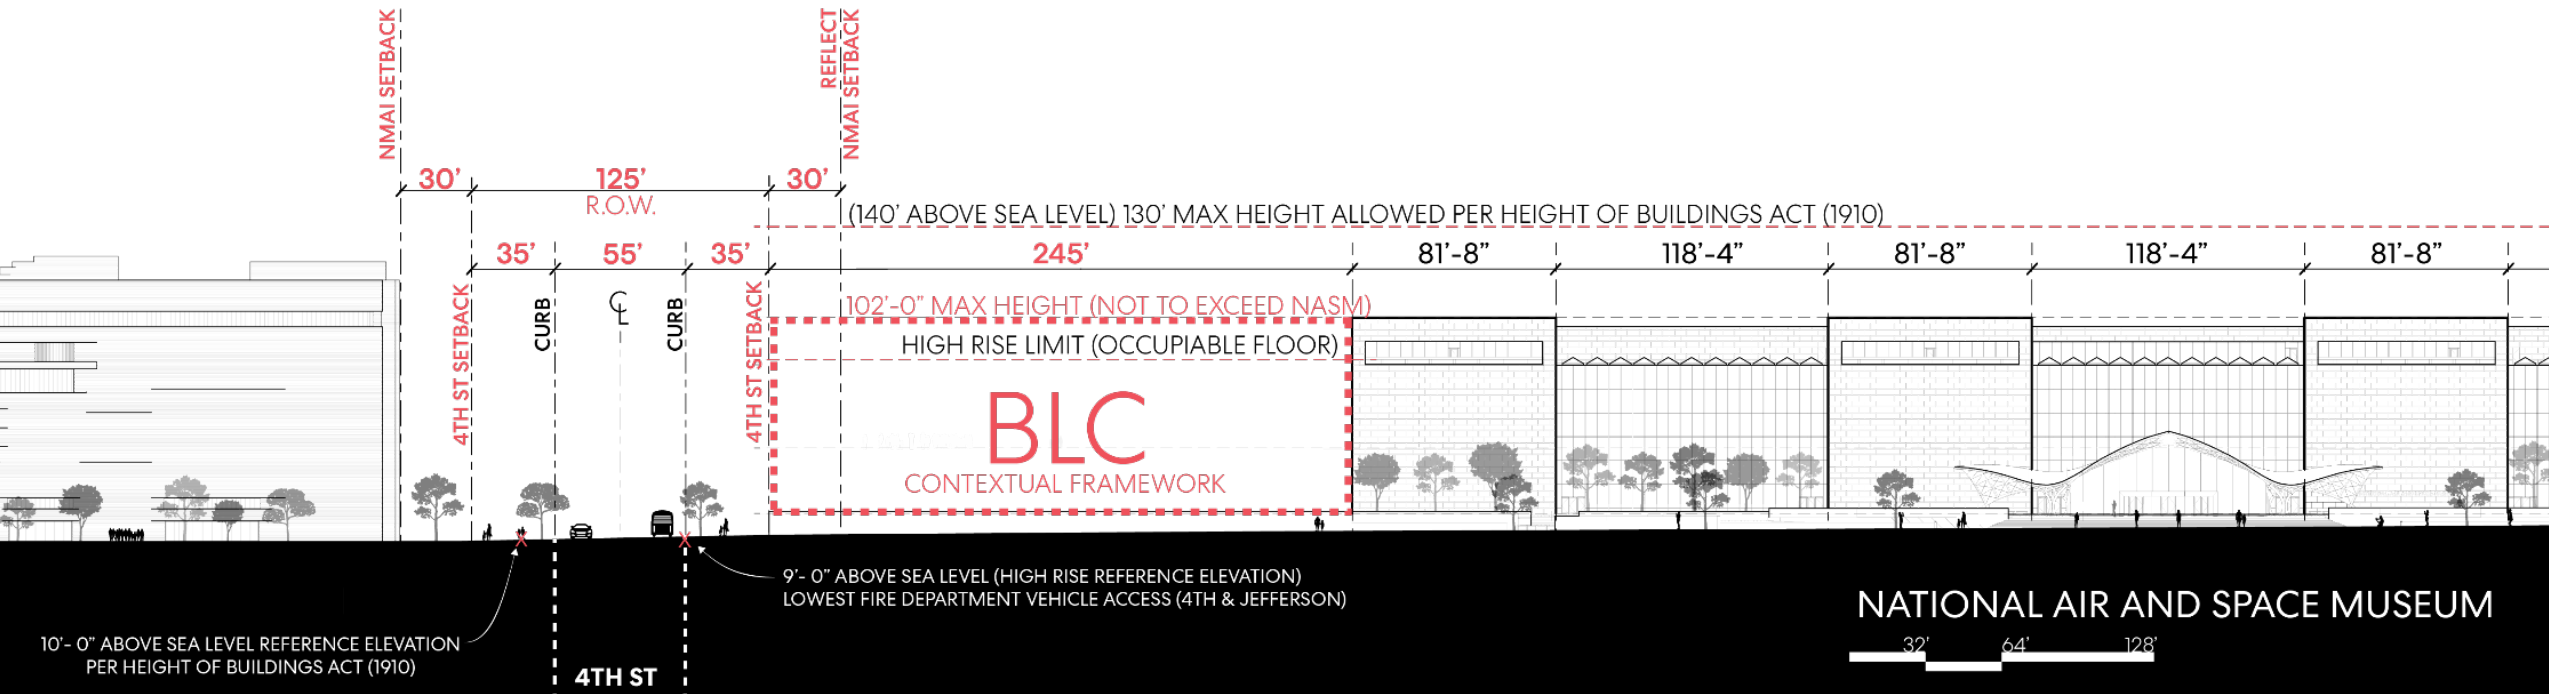 NMAI SETBACK
REFLECT
NMAI SETBACK
30’
125’
30’
R.O.W.
(140’ ABOVE SEA LEVEL) 130’ MAX HEIGHT ALLOWED PER HEIGHT OF BUILDINGS ACT (1910)
35’
55’
35’
245’
81’-8”
118’-4”
81’-8”
118’-4”
81’-8”
4TH ST SETBACK
CURB
CL
CURB
4TH ST SETBACK
102’-0” MAX HEIGHT (NOT TO EXCEED NASM)
HIGH RISE LIMIT (OCCUPIABLE FLOOR)
BLC
CONTEXTUAL FRAMEWORK
9’- 0” ABOVE SEA LEVEL (HIGH RISE REFERENCE ELEVATION)
LOWEST FIRE DEPARTMENT VEHICLE ACCESS (4TH & JEFFERSON)
10’- 0” ABOVE SEA LEVEL REFERENCE ELEVATION
PER HEIGHT OF BUILDINGS ACT (1910)
4TH ST
NATIONAL AIR AND SPACE MUSEUM
32’
64’
128’